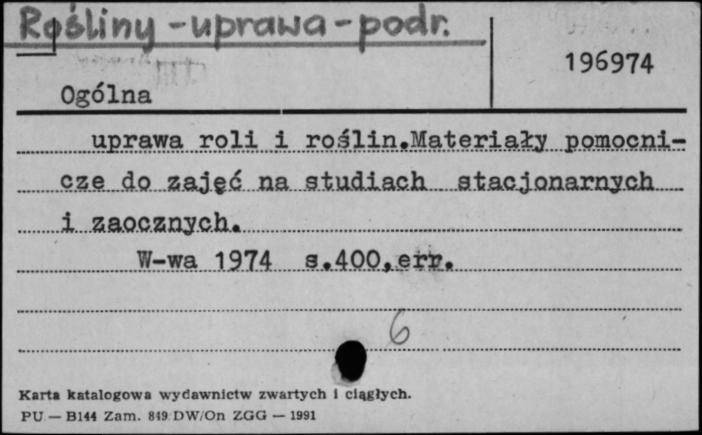 Rośliny - uprawa - podr.
196974
Ogólna
uprawa roli i roślin.Materiały pomocni-
cze do zajęć na studiach stacjonarnych
i zaocznych.
W-wa 1974 s.400,err.
6
Karta katalogowa wydawnictw zwartych i ciągłych.
PU — B144 Zam. 849 DW/On ZGG — 1991